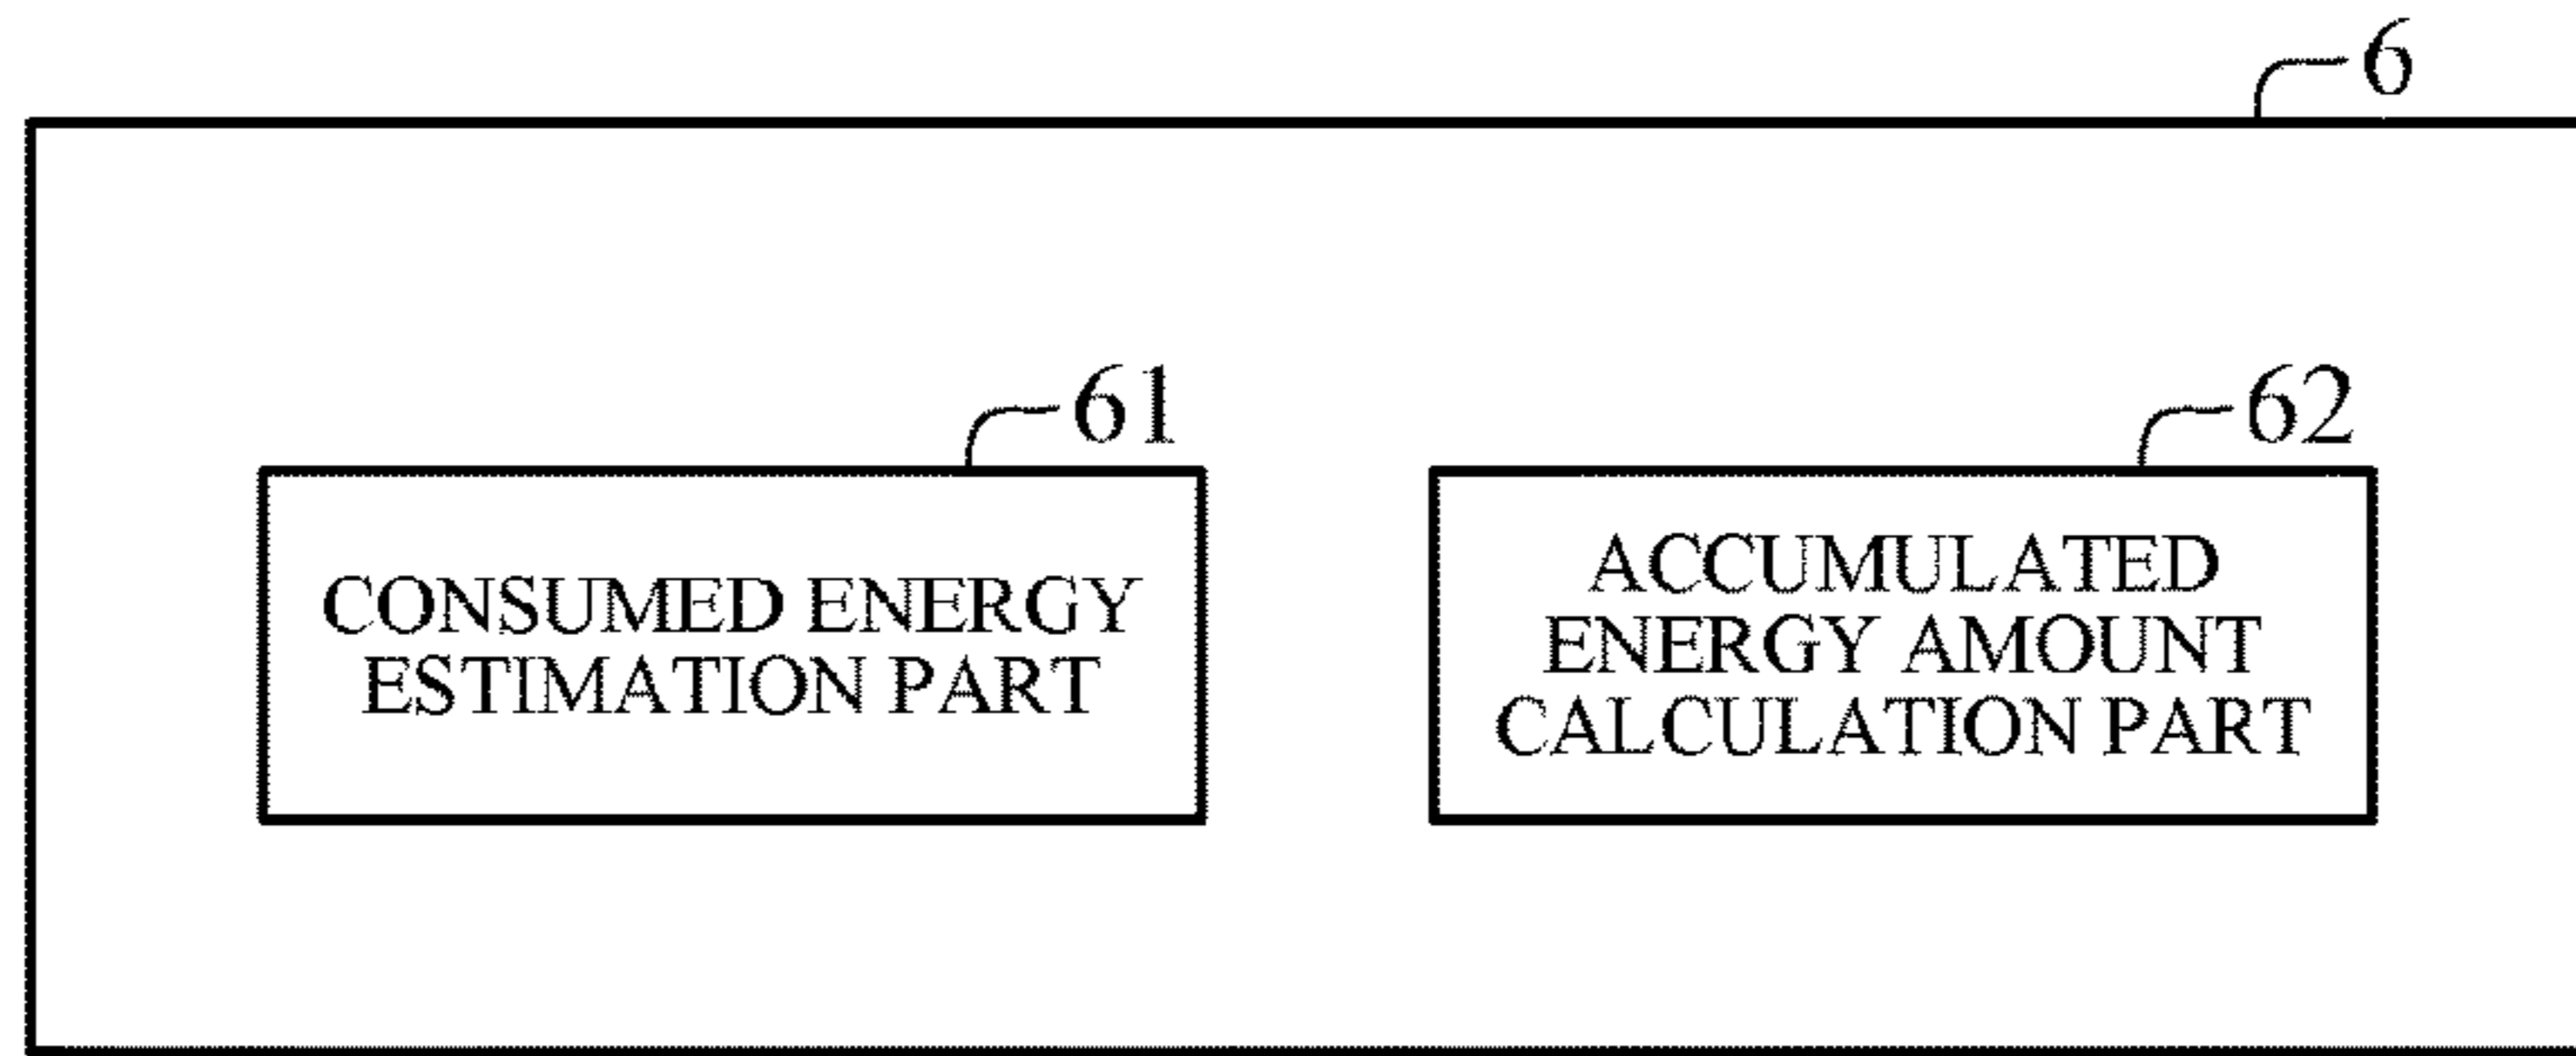 6
61
62
CONSUMED ENERGY
ESTIMATION PART
ACCUMULATED
ENERGY AMOUNT
CALCULATION PART